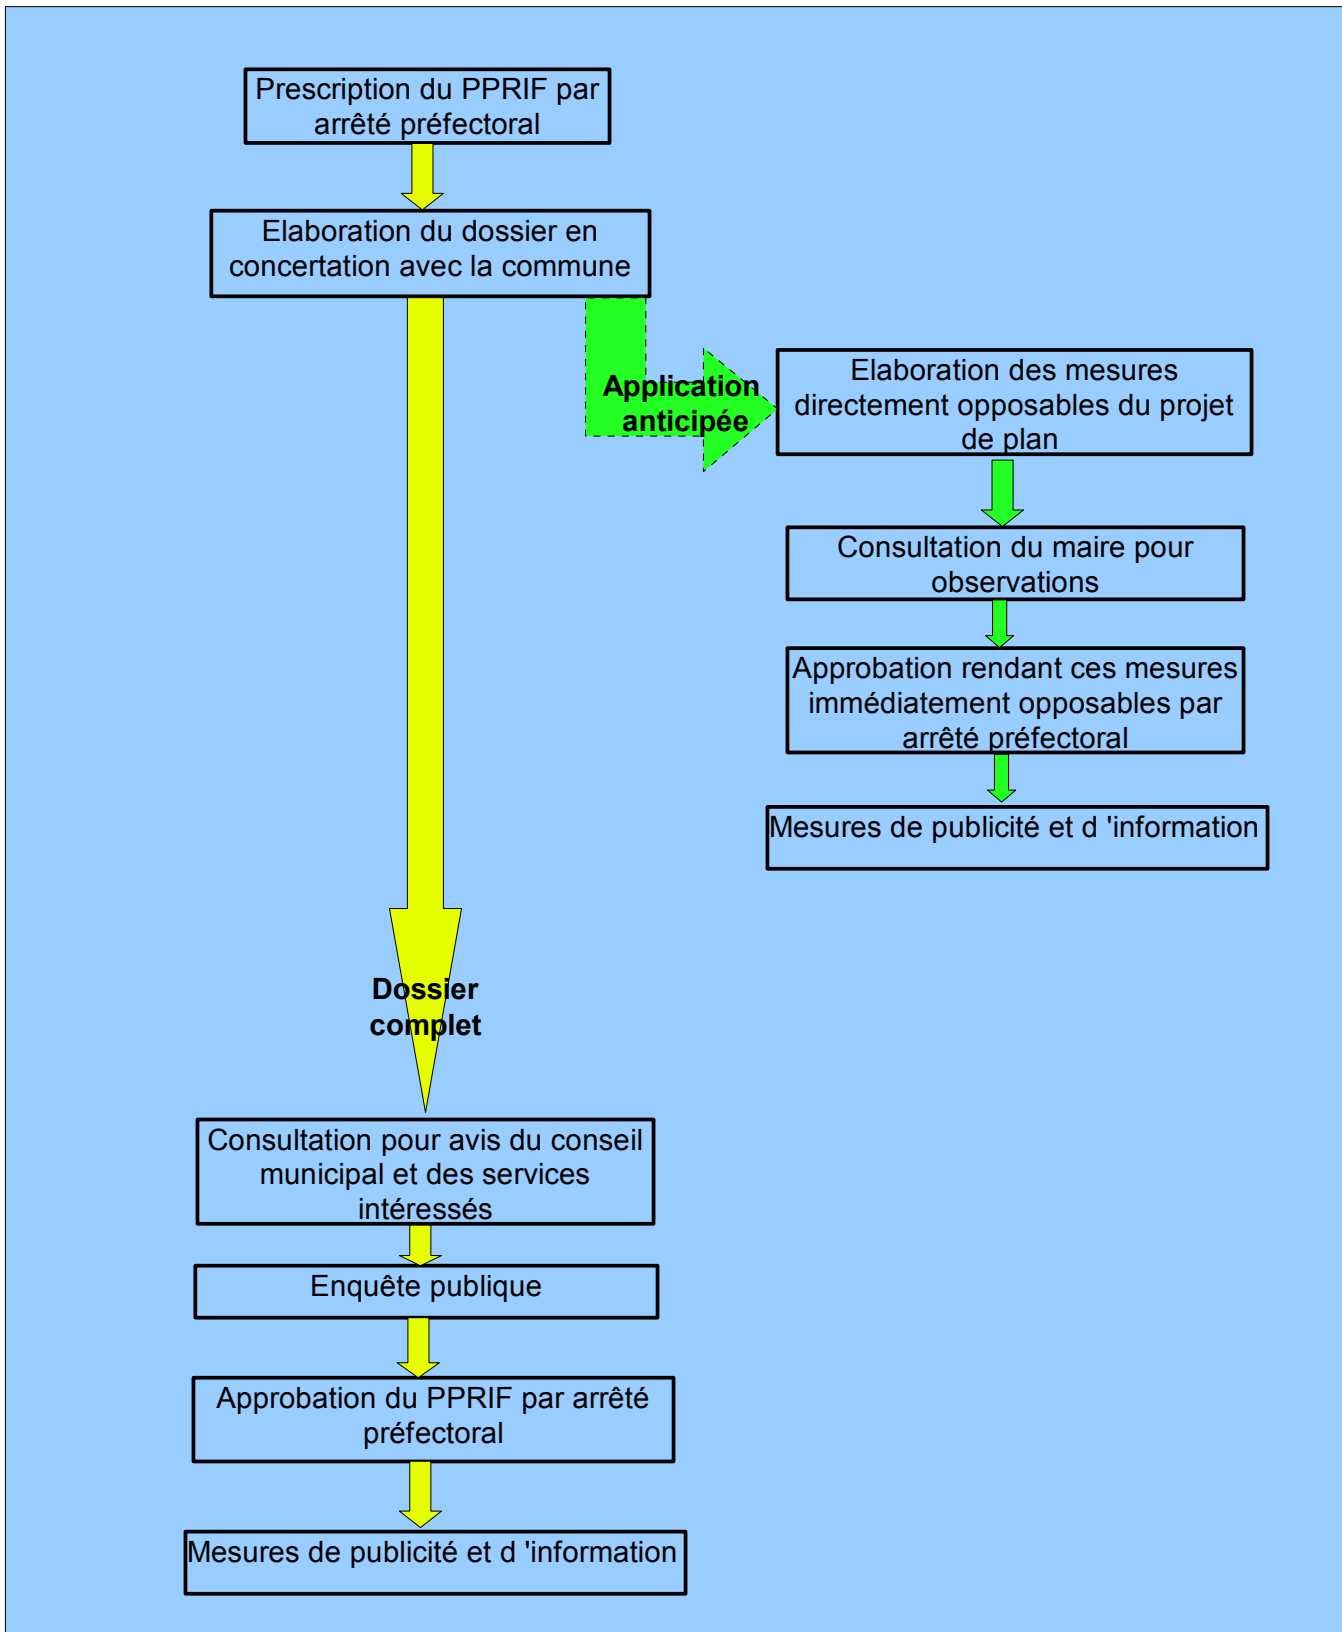 Prescription du PPRIF par
arrêté préfectoral
Elaboration du dossier en
concertation avec la commune
Application
anticipée
Elaboration des mesures
directement opposables du projet
de plan
Consultation du maire pour
observations
Approbation rendant ces mesures
immédiatement opposables par
arrêté préfectoral
Mesures de publicité et d 'information
Dossier
complet
Consultation pour avis du conseil
municipal et des services
intéressés
Enquête publique
Approbation du PPRIF par arrêté
préfectoral
Mesures de publicité et d 'information